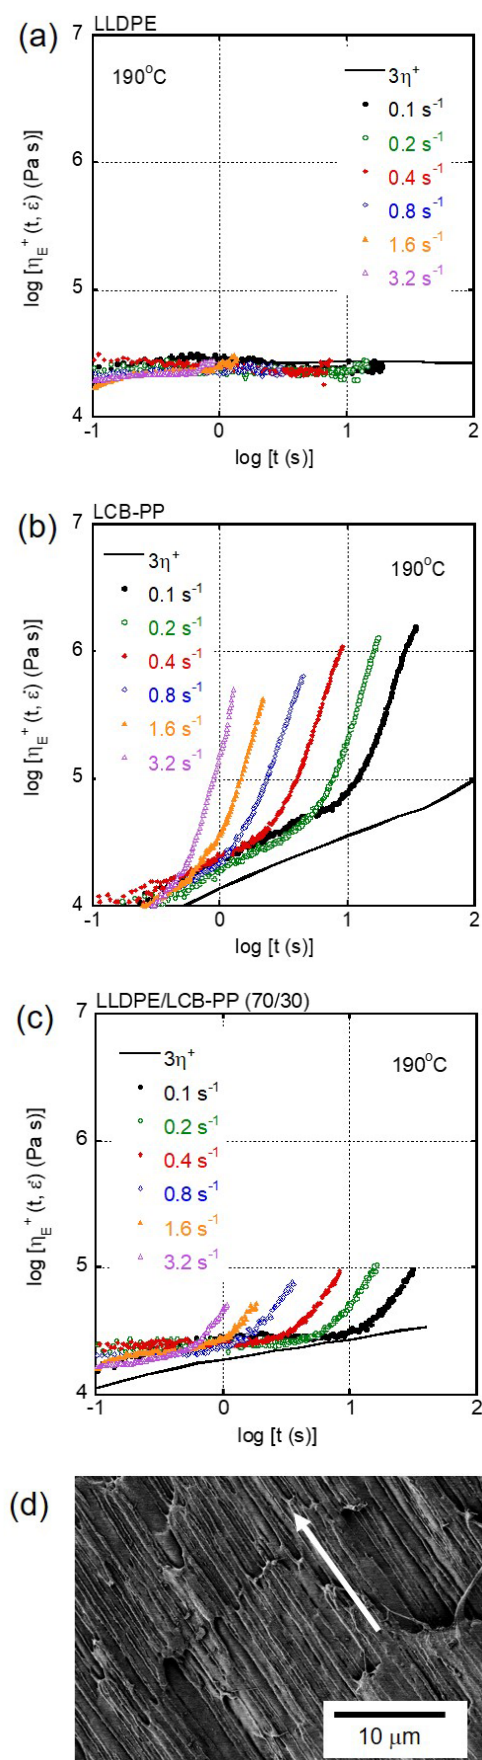 (a) LLDPE
7
190°C
3η⁺
0.1 s⁻¹
0.2 s⁻¹
0.4 s⁻¹
0.8 s⁻¹
1.6 s⁻¹
3.2 s⁻¹
6
5
4
log [η_E⁺ (t, ε̇) (Pa s)]
-1 0 1 2
log [t (s)]
(b) LCB-PP
7
3η⁺
190°C
0.1 s⁻¹
0.2 s⁻¹
0.4 s⁻¹
0.8 s⁻¹
1.6 s⁻¹
3.2 s⁻¹
6
5
4
log [η_E⁺ (t, ε̇) (Pa s)]
-1 0 1 2
log [t (s)]
(c) LLDPE/LCB-PP (70/30)
7
3η⁺
190°C
0.1 s⁻¹
0.2 s⁻¹
0.4 s⁻¹
0.8 s⁻¹
1.6 s⁻¹
3.2 s⁻¹
6
5
4
log [η_E⁺ (t, ε̇) (Pa s)]
-1 0 1 2
log [t (s)]
(d)
10 μm